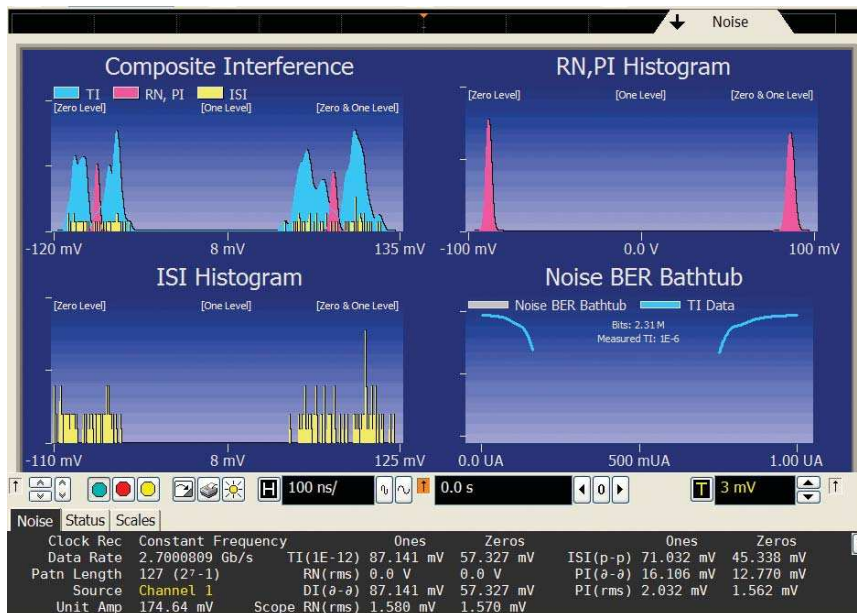 Noise
Composite Interference
TI RN, PI ISI
[Zero Level] [One Level] [Zero & One Level]
-120 mV 8 mV 135 mV
RN,PI Histogram
[Zero Level] [One Level] [Zero & One Level]
-100 mV 0.0 V 100 mV
ISI Histogram
[Zero Level] [One Level] [Zero & One Level]
-110 mV 8 mV 125 mV
Noise BER Bathtub
Noise BER Bathtub TI Data
Bits: 2.31 M
Measured TI: 1E-6
0.0 UA 500 mUA 1.00 UA
H 100 ns/ 0.0 s 0 T 3 mV
Noise Status Scales
Clock Rec Constant Frequency Ones Zeros Ones Zeros
Data Rate 2.7000809 Gb/s TI(1E-12) 87.141 mV 57.327 mV ISI(p-p) 71.032 mV 45.338 mV
Patn Length 127 (2⁷-1) RN(rms) 0.0 V 0.0 V PI(∂-∂) 16.106 mV 12.770 mV
Source Channel 1 DI(∂-∂) 87.141 mV 57.327 mV PI(rms) 2.032 mV 1.562 mV
Unit Amp 174.64 mV Scope RN(rms) 1.580 mV 1.570 mV